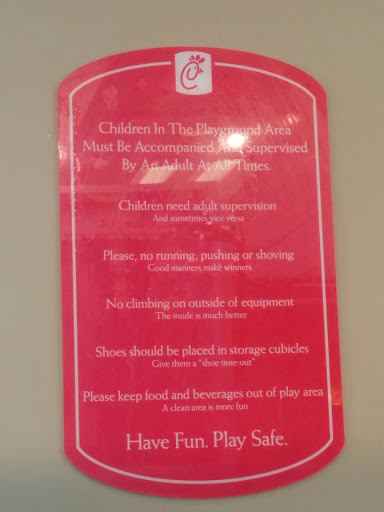 Children In The Playground Area
Must Be Accompanied And Supervised
By An Adult At All Times.
Children need adult supervision
And sometimes vice versa
Please, no running, pushing or shoving
Good manners make winners
No climbing on outside of equipment
The inside is much better
Shoes should be placed in storage cubicles
Give them a "shoe time-out"
Please keep food and beverages out of play area
A clean area is more fun
Have Fun. Play Safe.